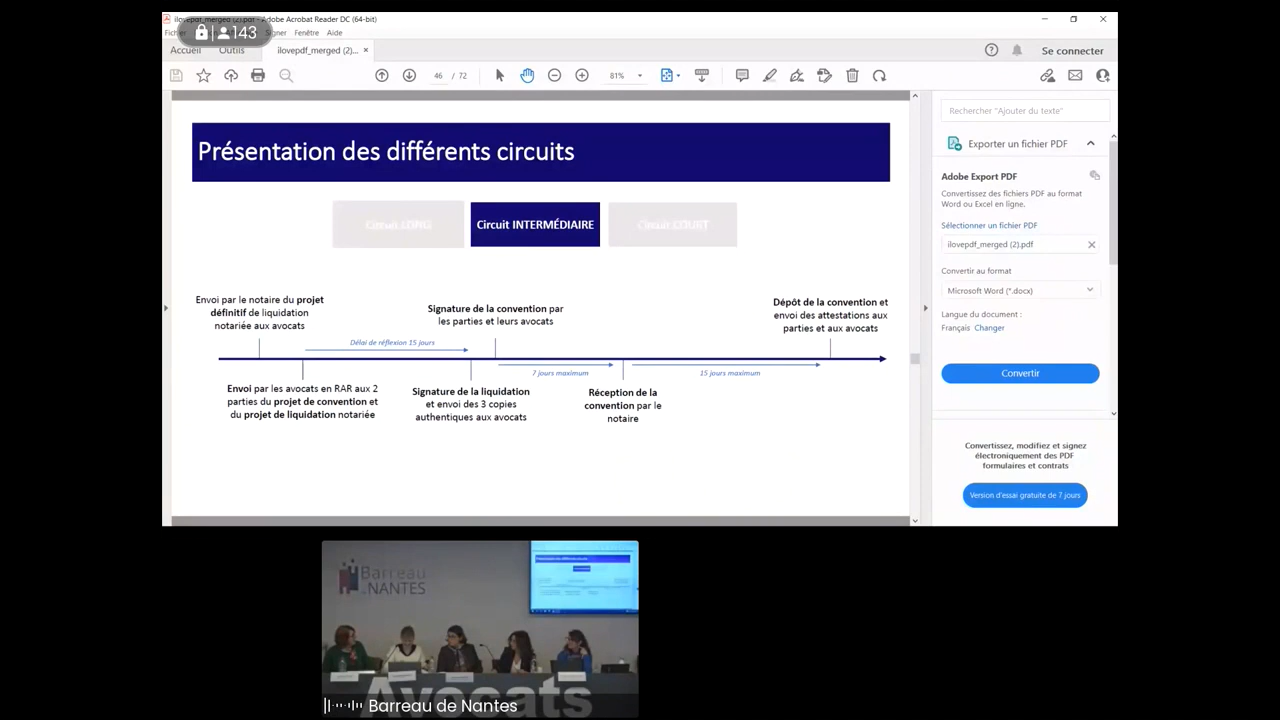 ilovepdf_merged (2).pdf - Adobe Acrobat Reader DC (64-bit)
143
Signer Fenêtre Aide
Accueil Outils ilovepdf_merged (2)... ×
Se connecter
46 / 72
81%
Présentation des différents circuits
Circuit LONG
Circuit INTERMÉDIAIRE
Circuit COURT
Envoi par le notaire du projet
définitif de liquidation
notariée aux avocats
Signature de la convention par
les parties et leurs avocats
Dépôt de la convention et
envoi des attestations aux
parties et aux avocats
Délai de réflexion 15 jours
7 jours maximum
15 jours maximum
Envoi par les avocats en RAR aux 2
parties du projet de convention et
du projet de liquidation notariée
Signature de la liquidation
et envoi des 3 copies
authentiques aux avocats
Réception de la
convention par le
notaire
Rechercher "Ajouter du texte"
Exporter un fichier PDF
Adobe Export PDF
Convertissez des fichiers PDF au format
Word ou Excel en ligne.
Sélectionner un fichier PDF
ilovepdf_merged (2).pdf
Convertir au format
Microsoft Word (*.docx)
Langue du document :
Français Changer
Convertir
Convertissez, modifiez et signez
électroniquement des PDF
formulaires et contrats
Version d'essai gratuite de 7 jours
Barreau
de NANTES
Avocats
Barreau de Nantes